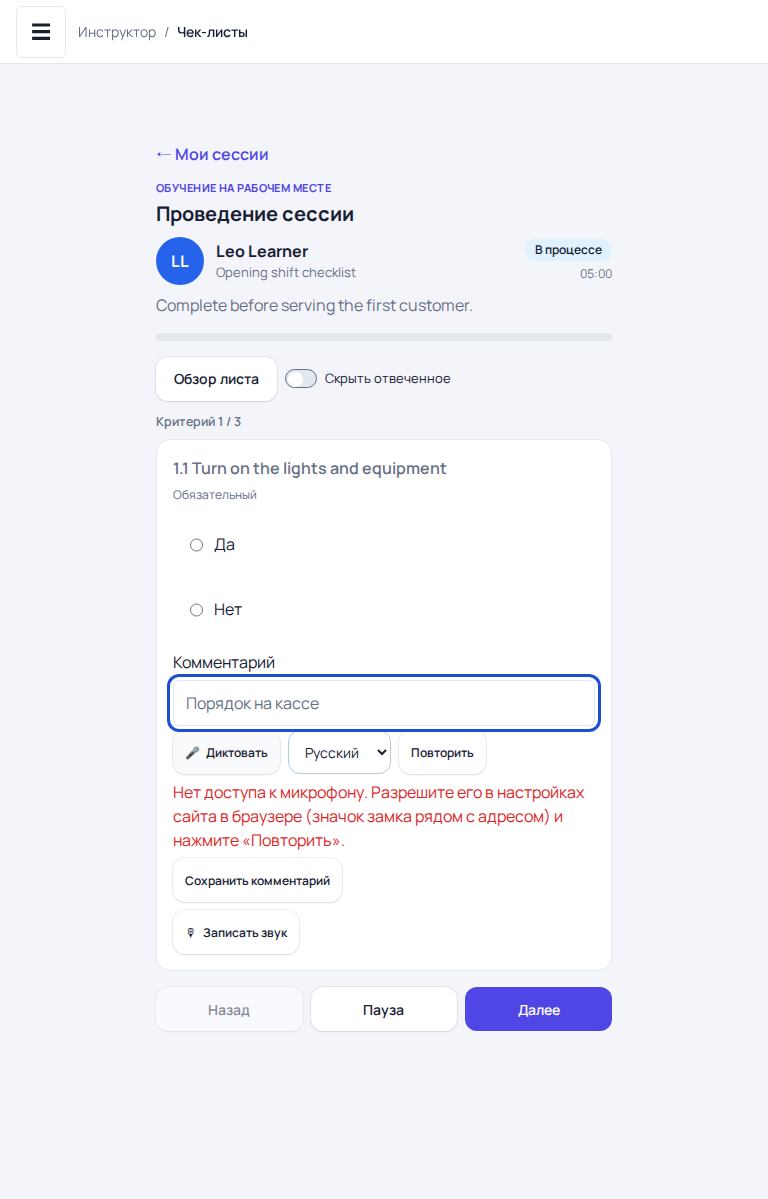 Инструктор / Чек-листы
← Мои сессии
ОБУЧЕНИЕ НА РАБОЧЕМ МЕСТЕ
Проведение сессии
LL
Leo Learner
В процессе
Opening shift checklist
05:00
Complete before serving the first customer.
Обзор листа
Скрыть отвеченное
Критерий 1 / 3
1.1 Turn on the lights and equipment
Обязательный
Да
Нет
Комментарий
Порядок на кассе
Диктовать
Русский
Повторить
Нет доступа к микрофону. Разрешите его в настройках
сайта в браузере (значок замка рядом с адресом) и
нажмите «Повторить».
Сохранить комментарий
Записать звук
Назад
Пауза
Далее